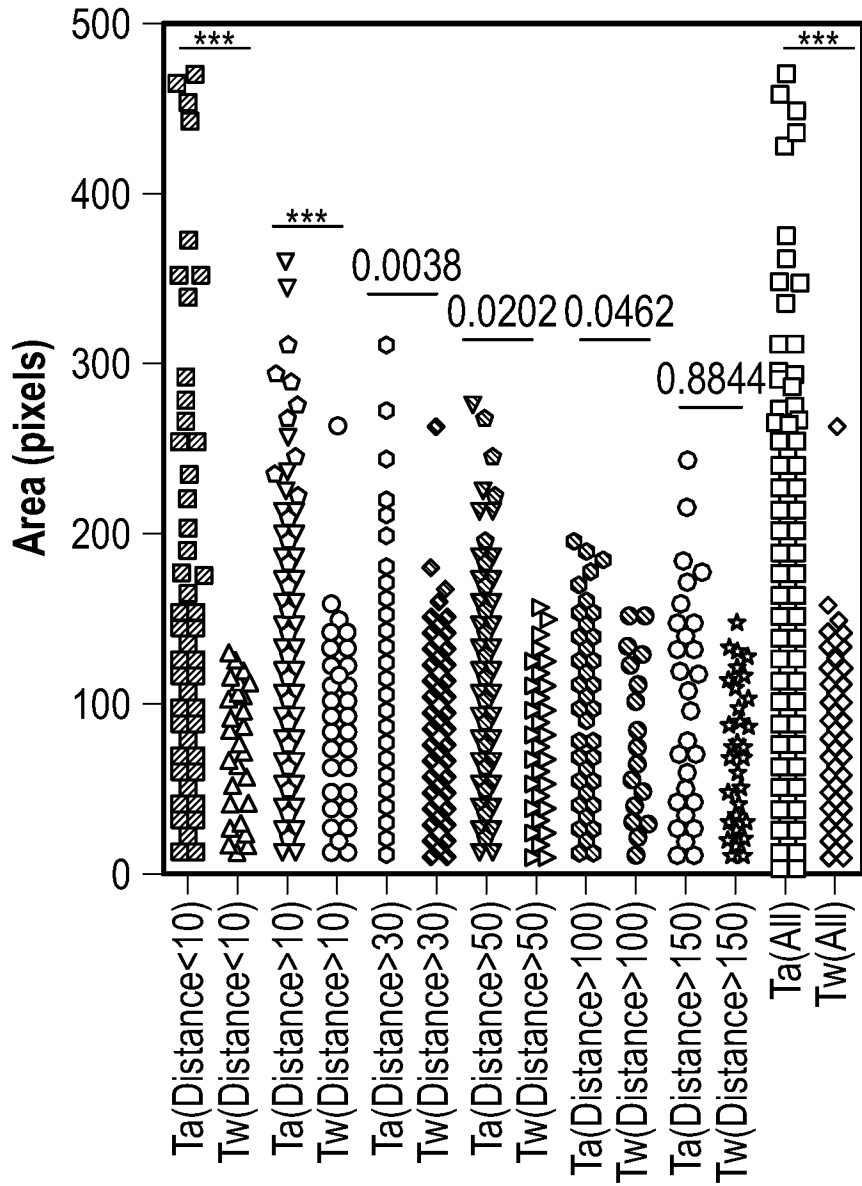 500
400
300
200
100
0
Area (pixels)
***
***
***
0.0038
0.0202
0.0462
0.8844
Ta(Distance<10)
Tw(Distance<10)
Ta(Distance>10)
Tw(Distance>10)
Ta(Distance>30)
Tw(Distance>30)
Ta(Distance>50)
Tw(Distance>50)
Ta(Distance>100)
Tw(Distance>100)
Ta(Distance>150)
Tw(Distance>150)
Ta(All)
Tw(All)